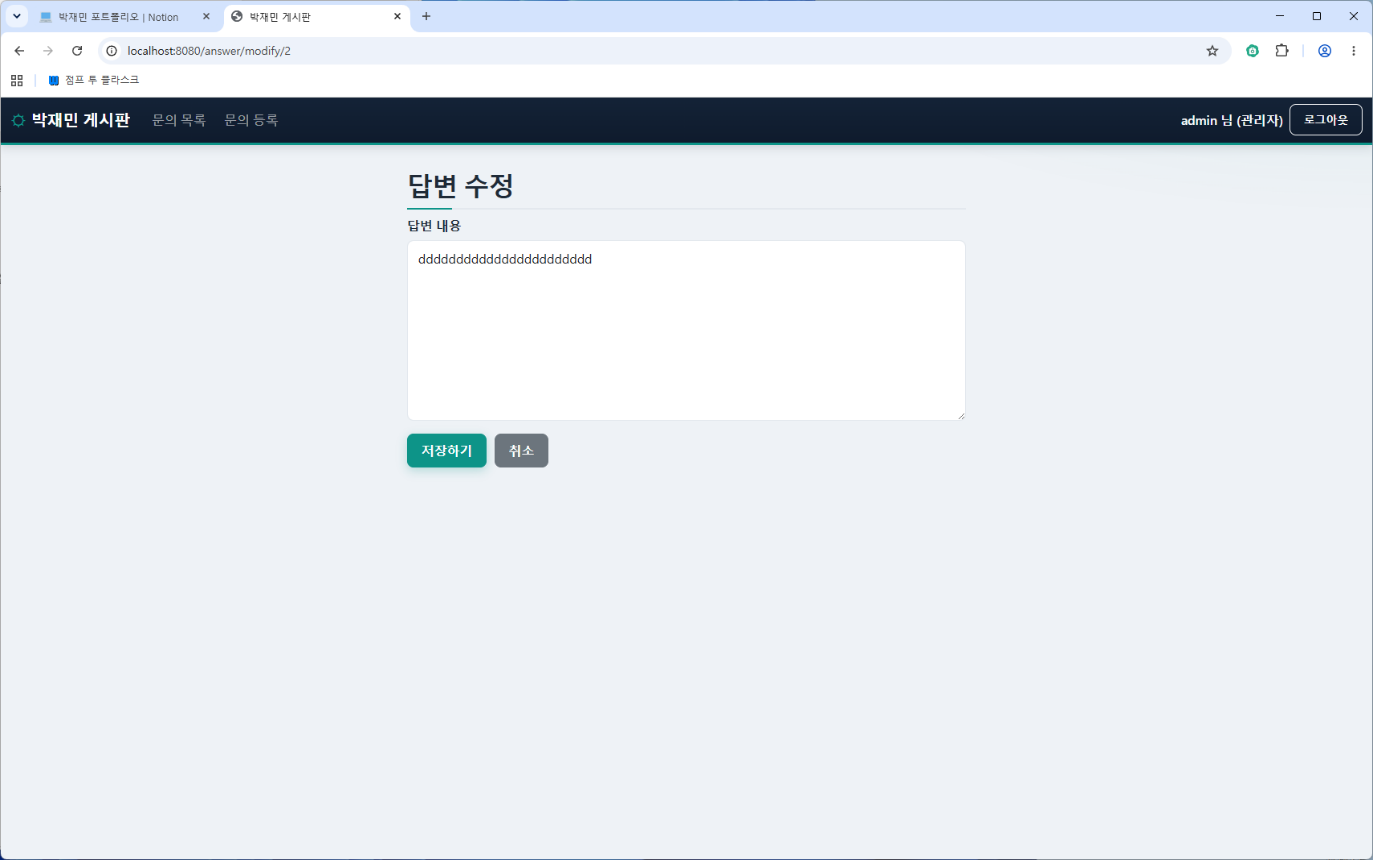 박재민 포트폴리오 | Notion
박재민 게시판
localhost:8080/answer/modify/2
점프 투 플라스크
박재민 게시판 문의 목록 문의 등록 admin 님 (관리자) 로그아웃
답변 수정
답변 내용
ddddddddddddddddddddddd
저장하기 취소